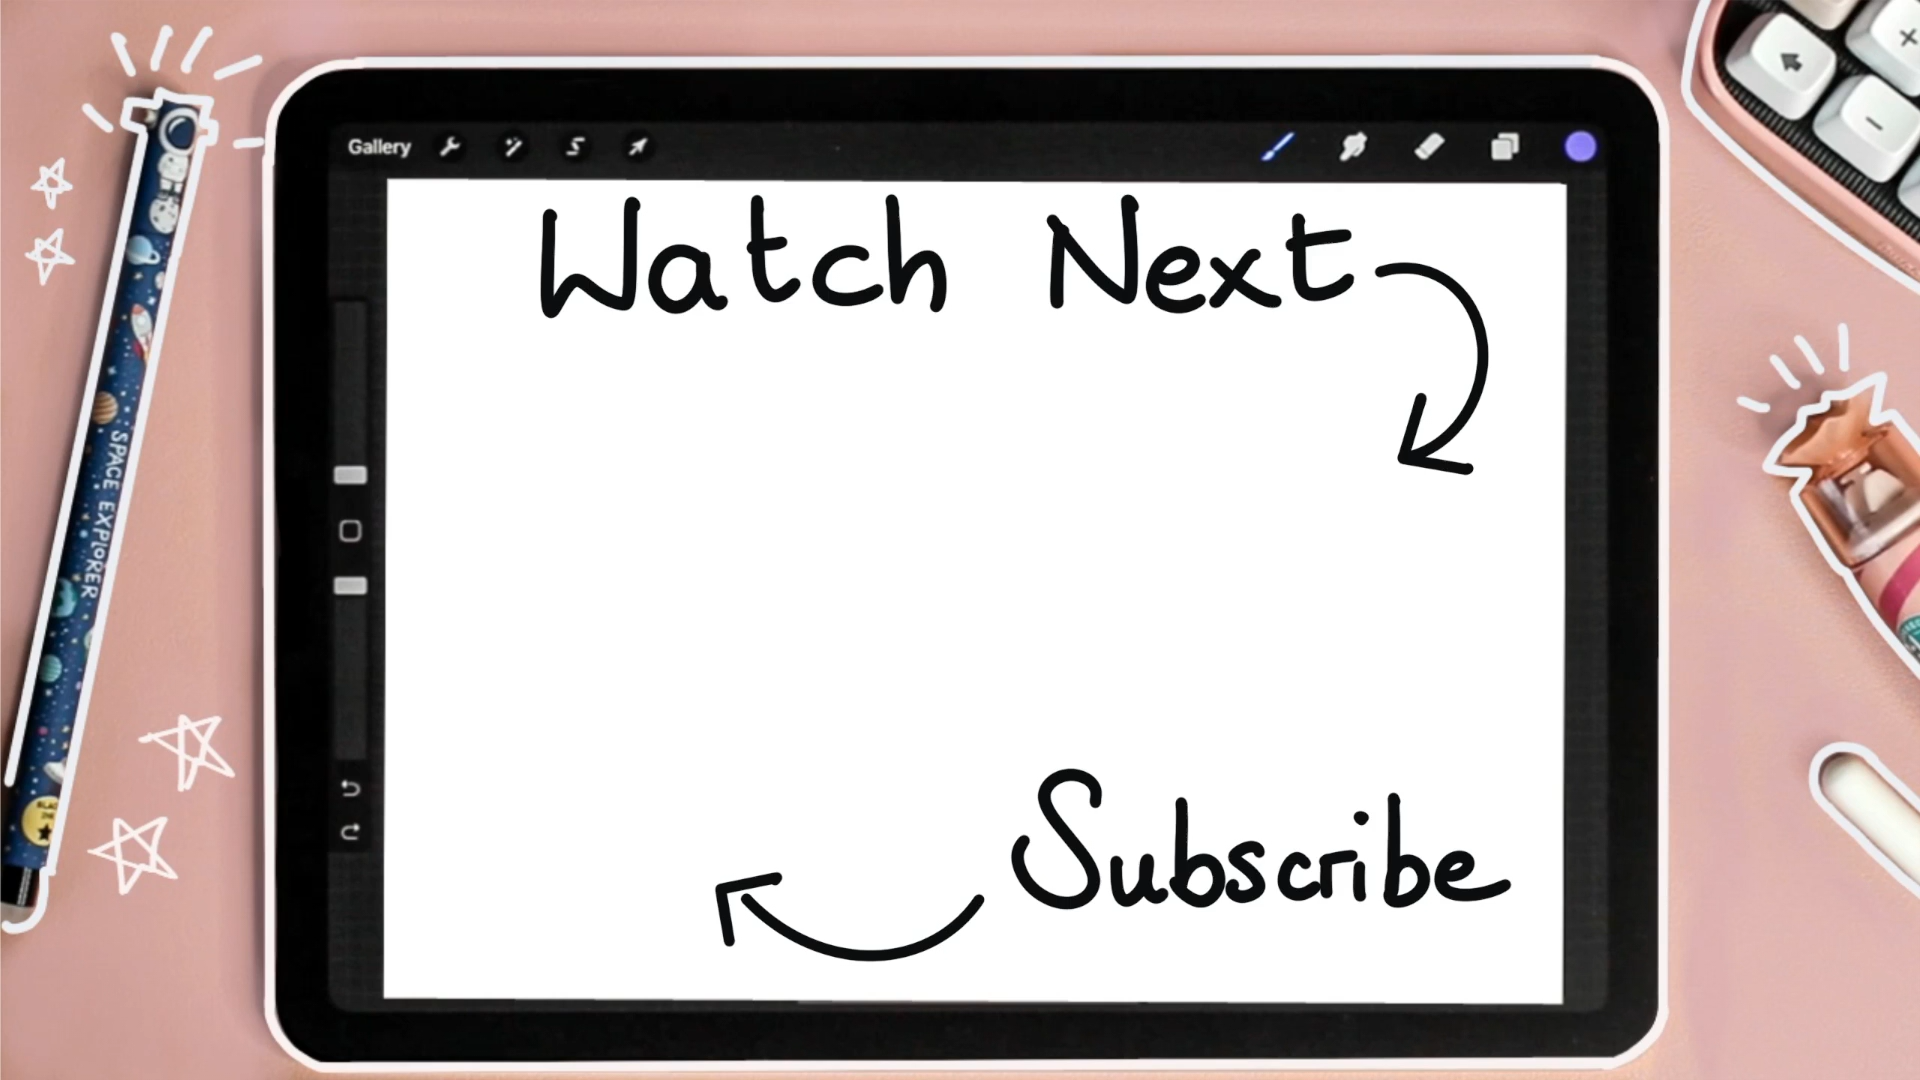 Gallery
Watch Next
SPACE EXPLORER
Subscribe
+
-